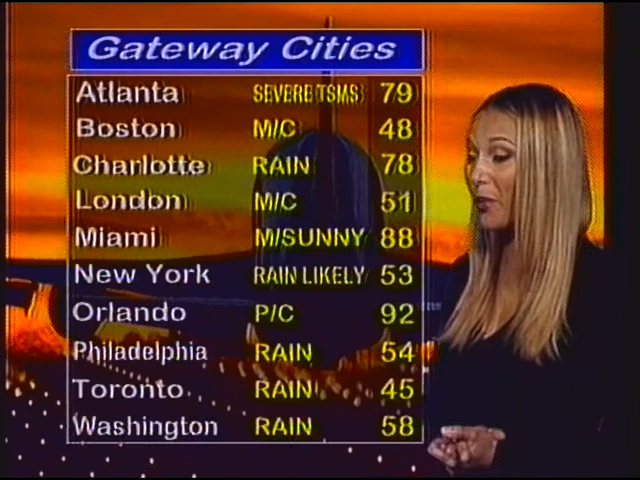 Gateway Cities
Atlanta SEVERE TSMS 79
Boston M/C 48
Charlotte RAIN 78
London M/C 51
Miami M/SUNNY 88
New York RAIN LIKELY 53
Orlando P/C 92
Philadelphia RAIN 54
Toronto RAIN 45
Washington RAIN 58